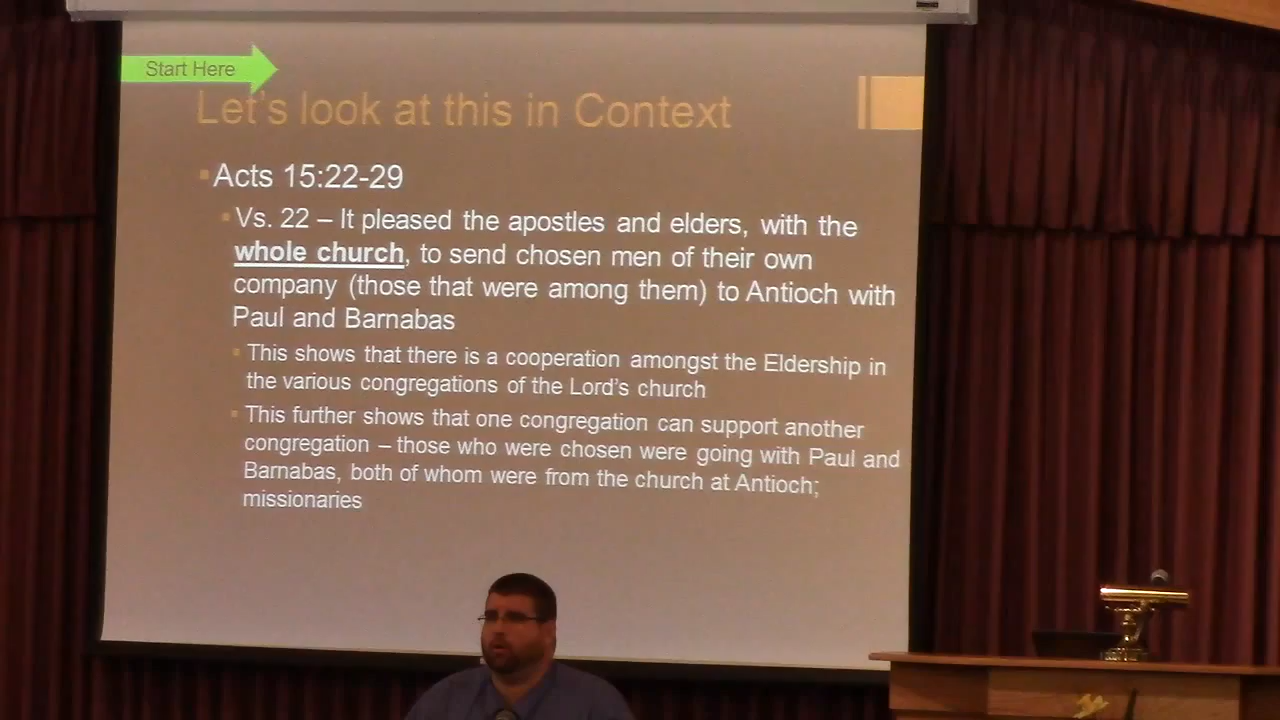 Start Here
Let's look at this in Context
Acts 15:22-29
Vs. 22 – It pleased the apostles and elders, with the
whole church, to send chosen men of their own
company (those that were among them) to Antioch with
Paul and Barnabas
This shows that there is a cooperation amongst the Eldership in
the various congregations of the Lord's church
This further shows that one congregation can support another
congregation – those who were chosen were going with Paul and
Barnabas, both of whom were from the church at Antioch;
missionaries